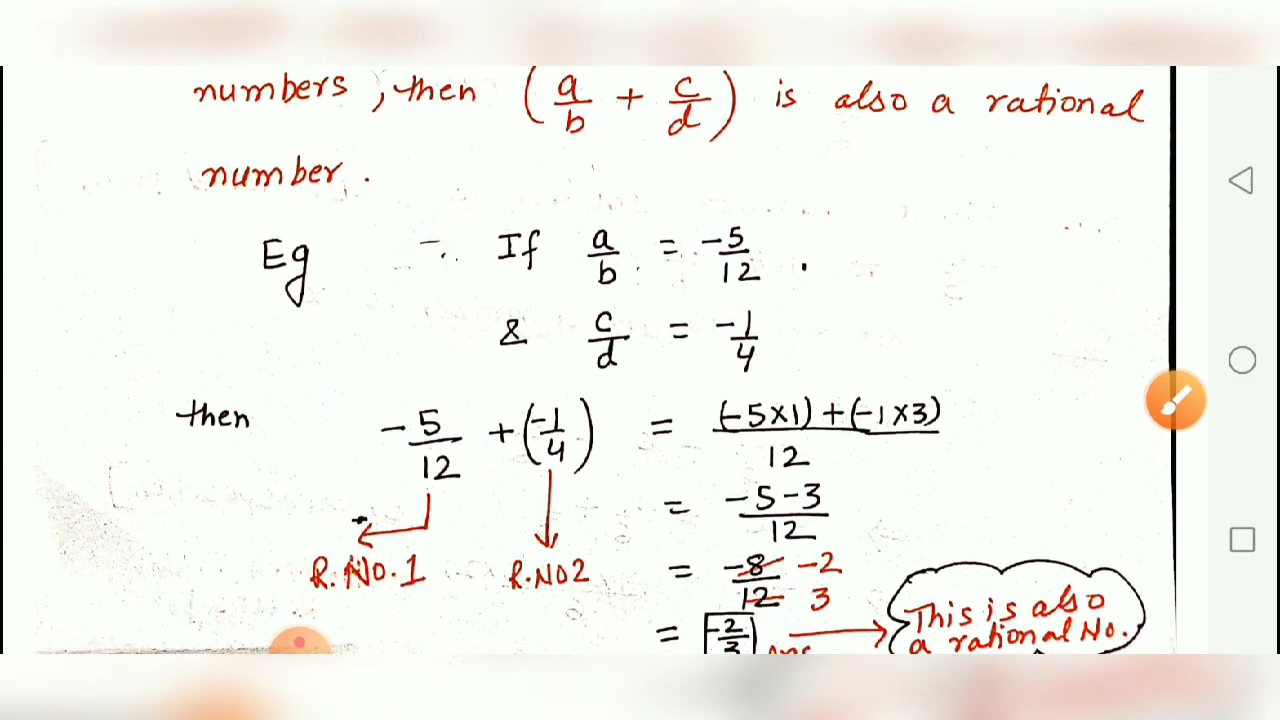 numbers, then (a/b + c/d) is also a rational
number.
Eg If a/b = -5/12.
& c/d = -1/4
then -5/12 + (-1/4) = (-5×1) + (-1×3)/12
= -5-3/12
R.NO.1 R.NO2 = -8/12 -2/3
= -2/3 Ans
This is also
a rational No.